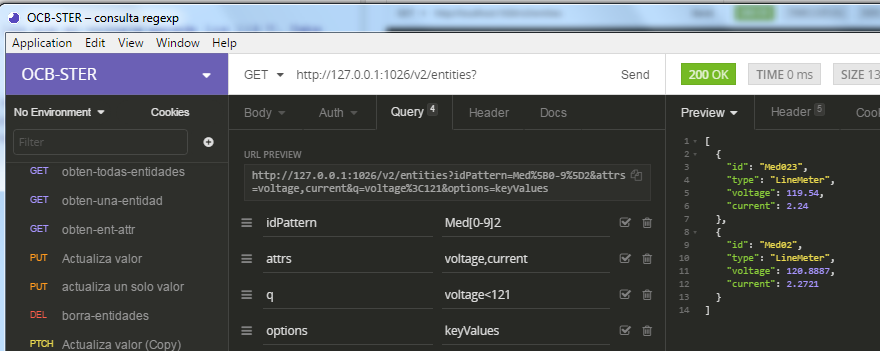 OCB-STER – consulta regexp
Application Edit View Window Help
OCB-STER
GET http://127.0.0.1:1026/v2/entities? Send
200 OK TIME 0 ms SIZE 13
No Environment Cookies
Body Auth Query 4 Header Docs
Preview Header 5 Cook
Filter
URL PREVIEW
http://127.0.0.1:1026/v2/entities?idPattern=Med%5B0-9%5D2&attrs
=voltage,current&q=voltage%3C121&options=keyValues
GET obten-todas-entidades
GET obten-una-entidad
GET obten-ent-attr
PUT Actualiza valor
PUT actualiza un solo valor
DEL borra-entidades
PTCH Actualiza valor (Copy)
idPattern Med[0-9]2
attrs voltage,current
q voltage<121
options keyValues
1 [
2 {
3 "id": "Med023",
4 "type": "LineMeter",
5 "voltage": 119.54,
6 "current": 2.24
7 },
8 {
9 "id": "Med02",
10 "type": "LineMeter",
11 "voltage": 120.8887,
12 "current": 2.2721
13 }
14 ]